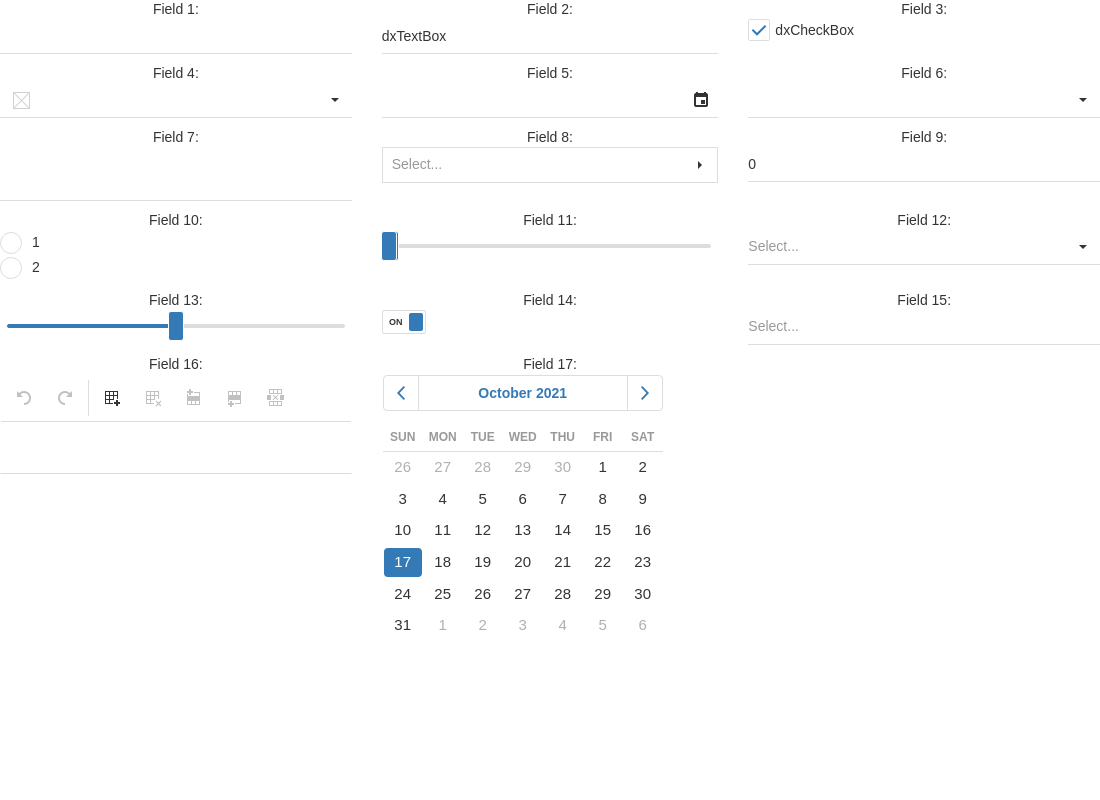 Field 1:
Field 2:
Field 3:
dxTextBox
dxCheckBox
Field 4:
Field 5:
Field 6:
Field 7:
Field 8:
Field 9:
Select...
0
Field 10:
Field 11:
Field 12:
1
Select...
2
Field 13:
Field 14:
Field 15:
ON
Select...
Field 16:
Field 17:
October 2021
SUN MON TUE WED THU FRI SAT
26 27 28 29 30 1 2
3 4 5 6 7 8 9
10 11 12 13 14 15 16
17 18 19 20 21 22 23
24 25 26 27 28 29 30
31 1 2 3 4 5 6